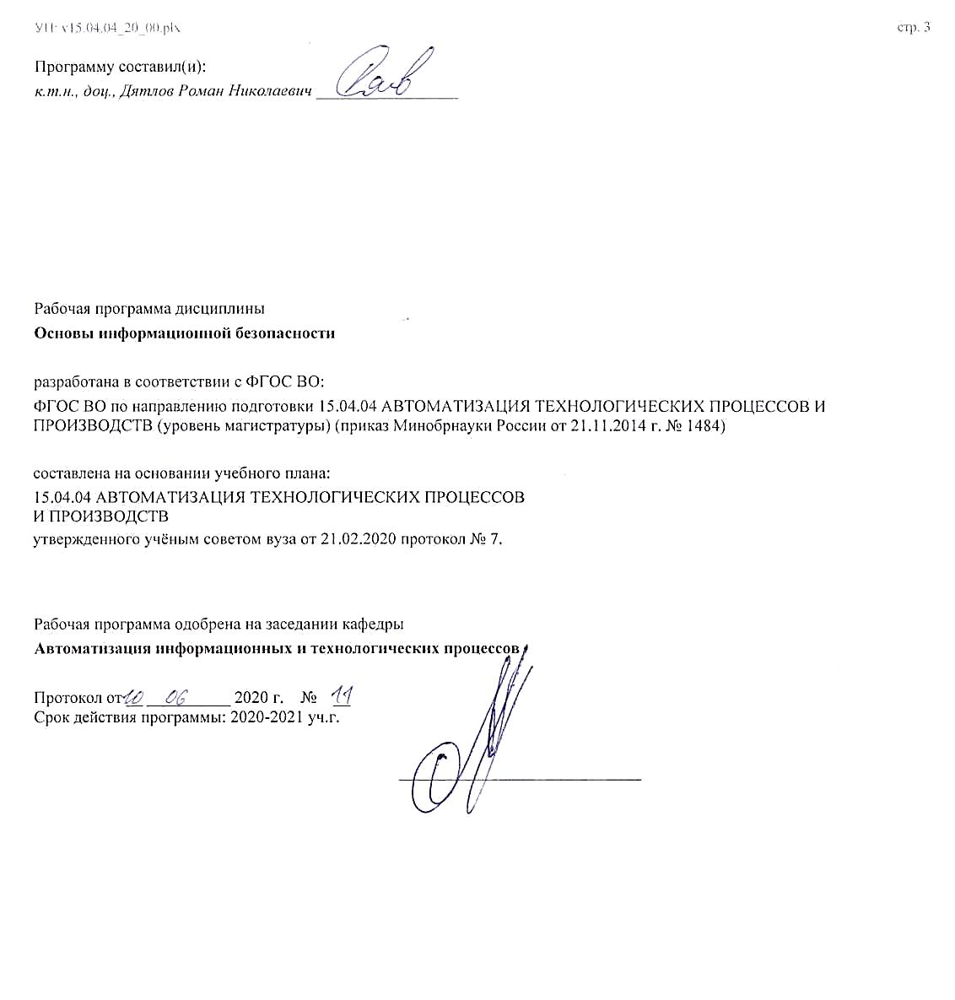 УП: v15.04.04_20_00.plx стр. 3
Программу составил(и):
к.т.н., доц., Дятлов Роман Николаевич
Рабочая программа дисциплины
Основы информационной безопасности
разработана в соответствии с ФГОС ВО:
ФГОС ВО по направлению подготовки 15.04.04 АВТОМАТИЗАЦИЯ ТЕХНОЛОГИЧЕСКИХ ПРОЦЕССОВ И
ПРОИЗВОДСТВ (уровень магистратуры) (приказ Минобрнауки России от 21.11.2014 г. № 1484)
составлена на основании учебного плана:
15.04.04 АВТОМАТИЗАЦИЯ ТЕХНОЛОГИЧЕСКИХ ПРОЦЕССОВ
И ПРОИЗВОДСТВ
утвержденного учёным советом вуза от 21.02.2020 протокол № 7.
Рабочая программа одобрена на заседании кафедры
Автоматизация информационных и технологических процессов
Протокол от 10 06 2020 г. № 11
Срок действия программы: 2020-2021 уч.г.